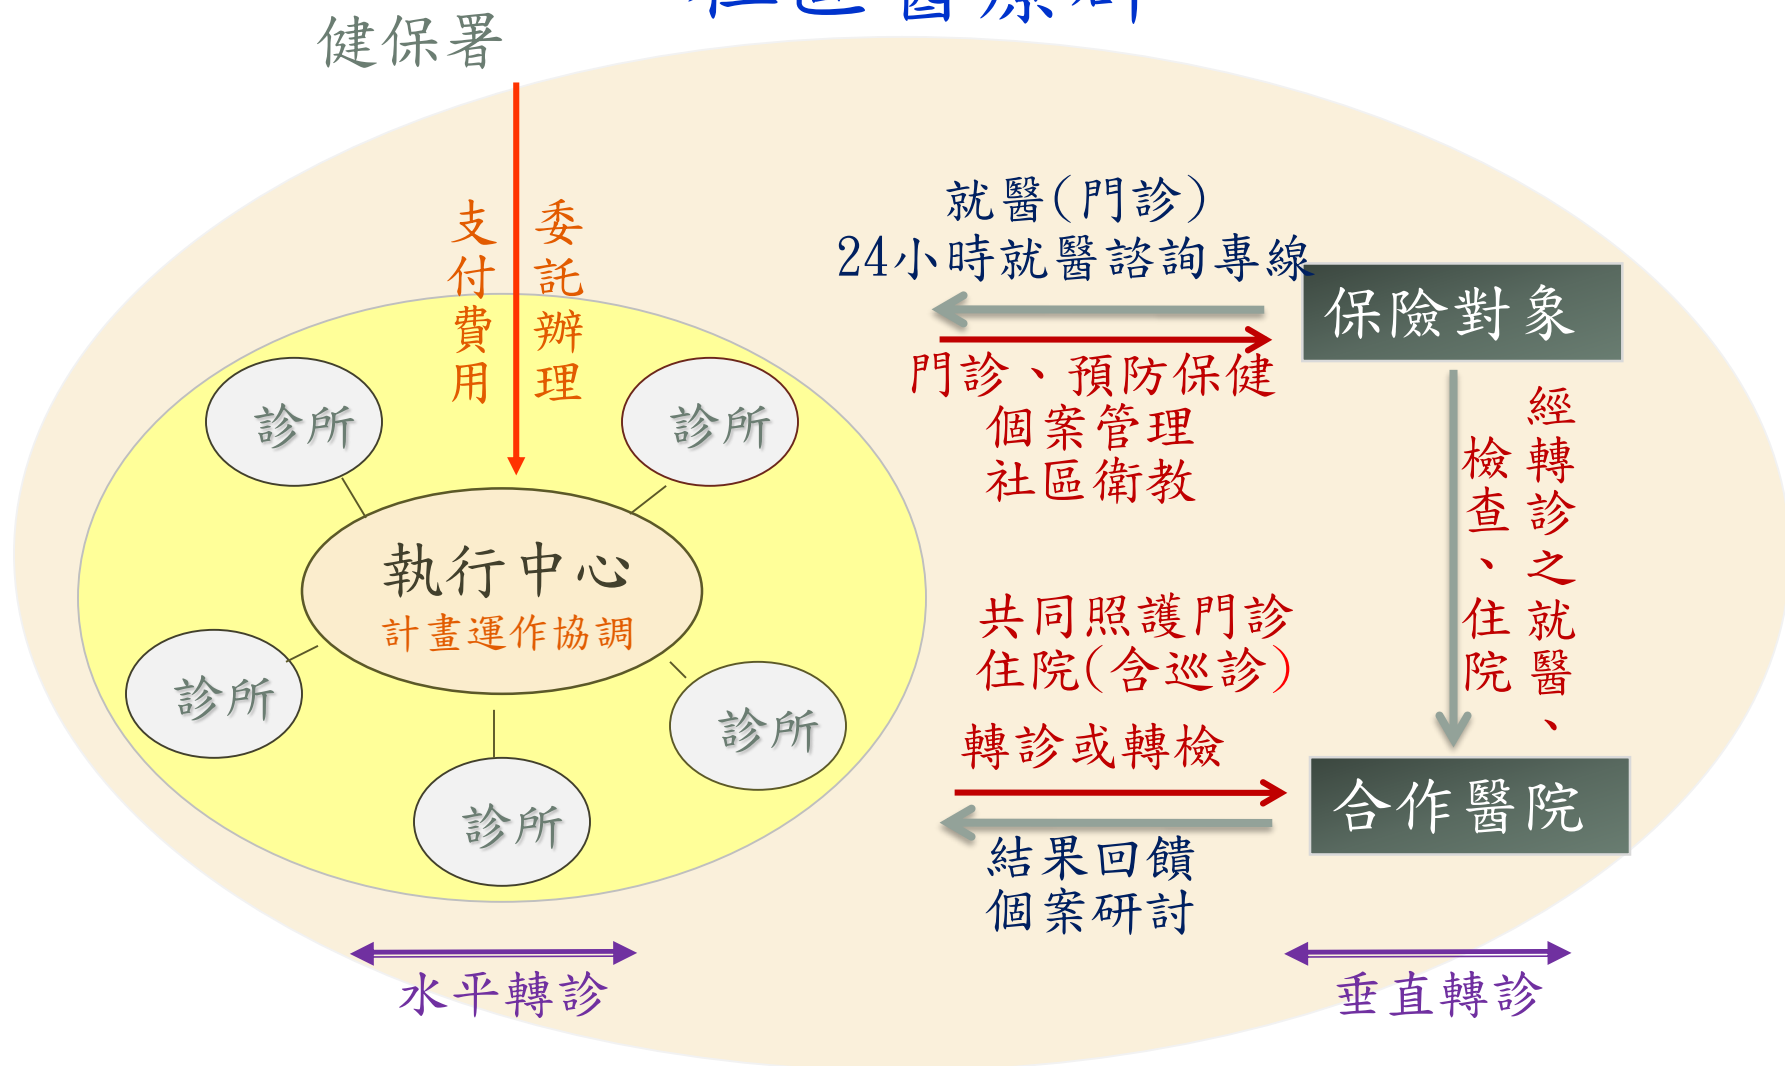 社區醫療群
健保署
支付費用
委託辦理
就醫(門診)
24小時就醫諮詢專線
保險對象
門診、預防保健
個案管理
社區衛教
經轉診之就醫、
檢查、住院
診所
診所
執行中心
計畫運作協調
診所
診所
診所
共同照護門診
住院(含巡診)
轉診或轉檢
合作醫院
結果回饋
個案研討
水平轉診
垂直轉診